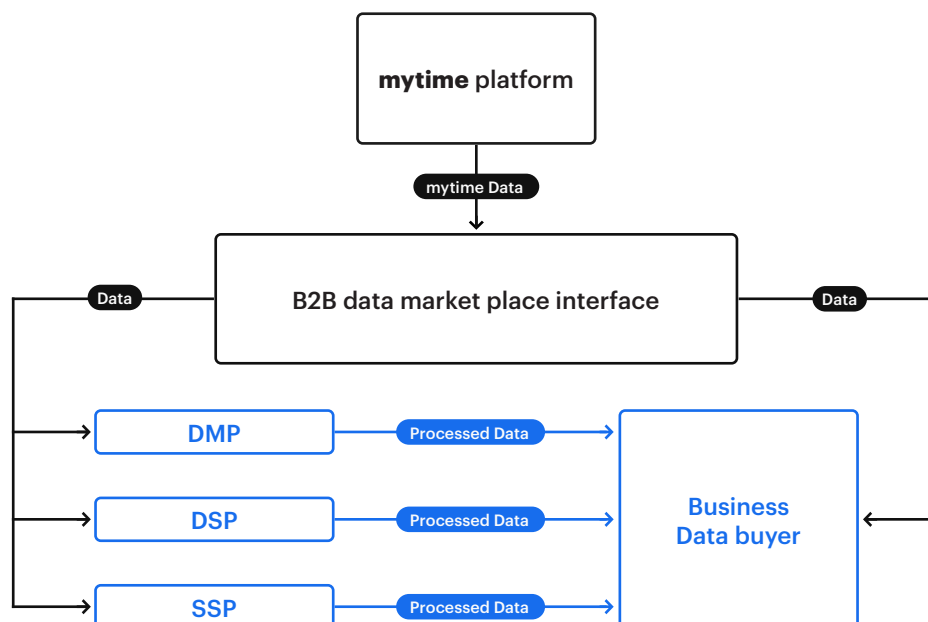 mytime platform
mytime Data
B2B data market place interface
Data
Data
DMP
Processed Data
DSP
Processed Data
Business
Data buyer
SSP
Processed Data